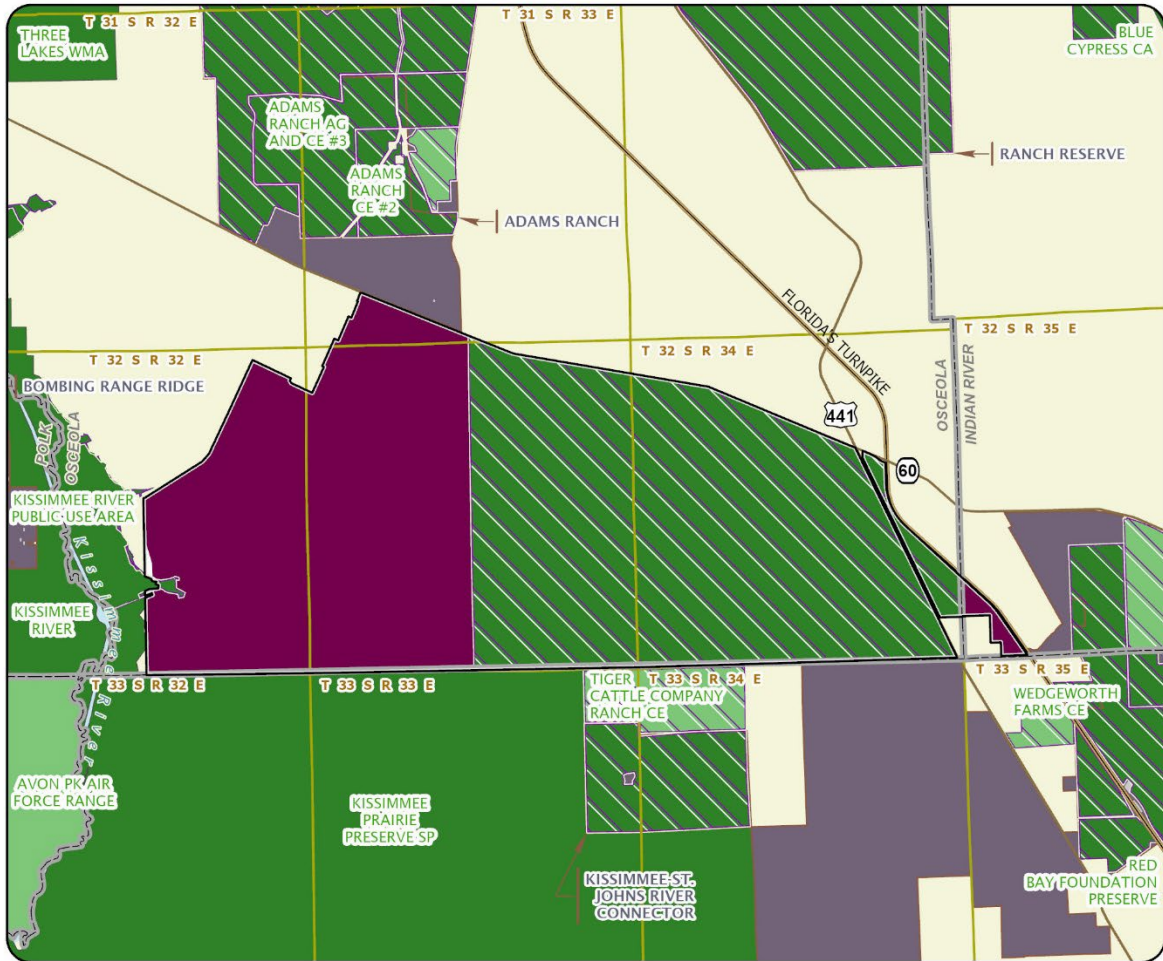 T 31 S R 32 E
T 31 S R 33 E
THREE
LAKES WMA
BLUE
CYPRESS CA
ADAMS
RANCH AG
AND CE #3
RANCH RESERVE
ADAMS
RANCH
CE #2
ADAMS RANCH
FLORIDA'S TURNPIKE
T 32 S R 35 E
T 32 S R 32 E
T 32 S R 34 E
BOMBING RANGE RIDGE
OSCEOLA
INDIAN RIVER
441
POLK
OSCEOLA
60
KISSIMMEE RIVER
PUBLIC USE AREA
Kissimmee River
KISSIMMEE
RIVER
T 33 S R 32 E
T 33 S R 33 E
T 33 S R 34 E
T 33 S R 35 E
TIGER
CATTLE COMPANY
RANCH CE
WEDGEWORTH
FARMS CE
AVON PK AIR
FORCE RANGE
KISSIMMEE
PRAIRIE
PRESERVE SP
KISSIMMEE-ST.
JOHNS RIVER
CONNECTOR
RED
BAY FOUNDATION
PRESERVE